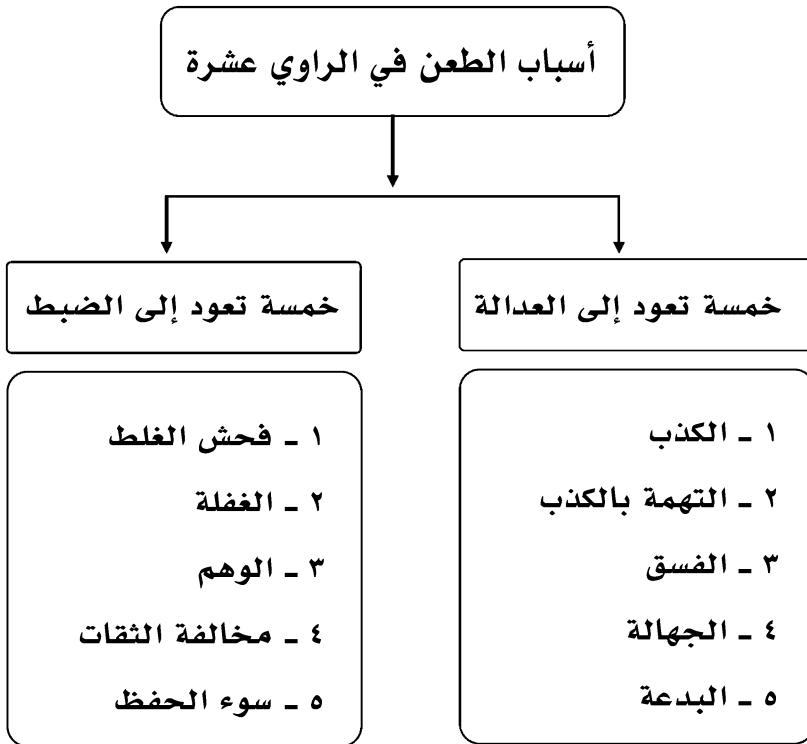 أسباب الطعن في الراوي عشرة
خمسة تعود إلى العدالة
١ ـ الكذب
٢ ـ التهمة بالكذب
٣ ـ الفسق
٤ ـ الجهالة
٥ ـ البدعة
خمسة تعود إلى الضبط
١ ـ فحش الغلط
٢ ـ الغفلة
٣ ـ الوهم
٤ ـ مخالفة الثقات
٥ ـ سوء الحفظ